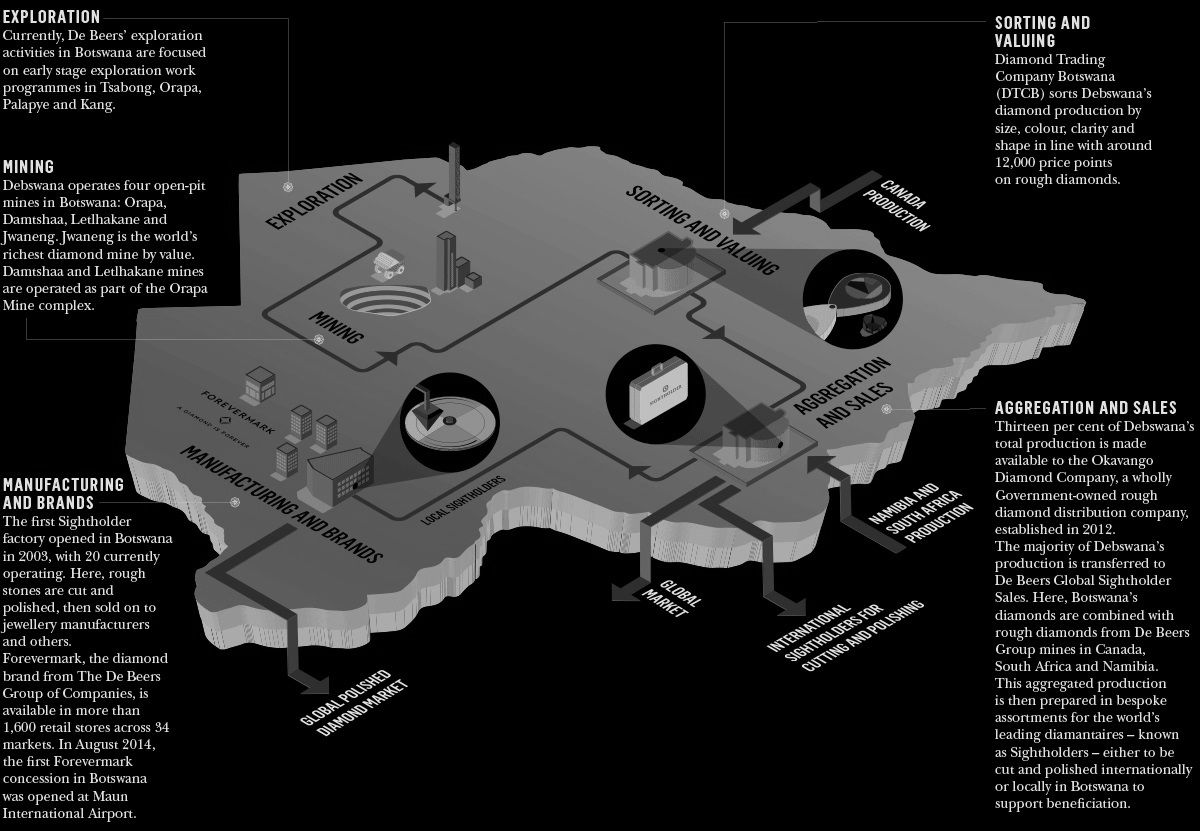 EXPLORATION
Currently, De Beers’ exploration
activities in Botswana are focused
on early stage exploration work
programmes in Tsabong, Orapa,
Palapye and Kang.
MINING
Debswana operates four open-pit
mines in Botswana: Orapa,
Damtshaa, Letlhakane and
Jwaneng. Jwaneng is the world’s
richest diamond mine by value.
Damtshaa and Letlhakane mines
are operated as part of the Orapa
Mine complex.
MANUFACTURING
AND BRANDS
The first Sightholder
factory opened in Botswana
in 2003, with 20 currently
operating. Here, rough
stones are cut and
polished, then sold on to
jewellery manufacturers
and others.
Forevermark, the diamond
brand from The De Beers
Group of Companies, is
available in more than
1,600 retail stores across 34
markets. In August 2014,
the first Forevermark
concession in Botswana
was opened at Maun
International Airport.
EXPLORATION
MINING
FOREVERMARK
A DIAMOND IS FOREVER
MANUFACTURING AND BRANDS
LOCAL SIGHTHOLDERS
GLOBAL POLISHED
DIAMOND MARKET
SORTING AND VALUING
CANADA
PRODUCTION
SIGHTHOLDER
AGGREGATION
AND SALES
NAMIBIA AND
SOUTH AFRICA
PRODUCTION
GLOBAL
MARKET
INTERNATIONAL
SIGHTHOLDERS FOR
CUTTING AND POLISHING
SORTING AND
VALUING
Diamond Trading
Company Botswana
(DTCB) sorts Debswana’s
diamond production by
size, colour, clarity and
shape in line with around
12,000 price points
on rough diamonds.
AGGREGATION AND SALES
Thirteen per cent of Debswana’s
total production is made
available to the Okavango
Diamond Company, a wholly
Government-owned rough
diamond distribution company,
established in 2012.
The majority of Debswana’s
production is transferred to
De Beers Global Sightholder
Sales. Here, Botswana’s
diamonds are combined with
rough diamonds from De Beers
Group mines in Canada,
South Africa and Namibia.
This aggregated production
is then prepared in bespoke
assortments for the world’s
leading diamantaires – known
as Sightholders – either to be
cut and polished internationally
or locally in Botswana to
support beneficiation.